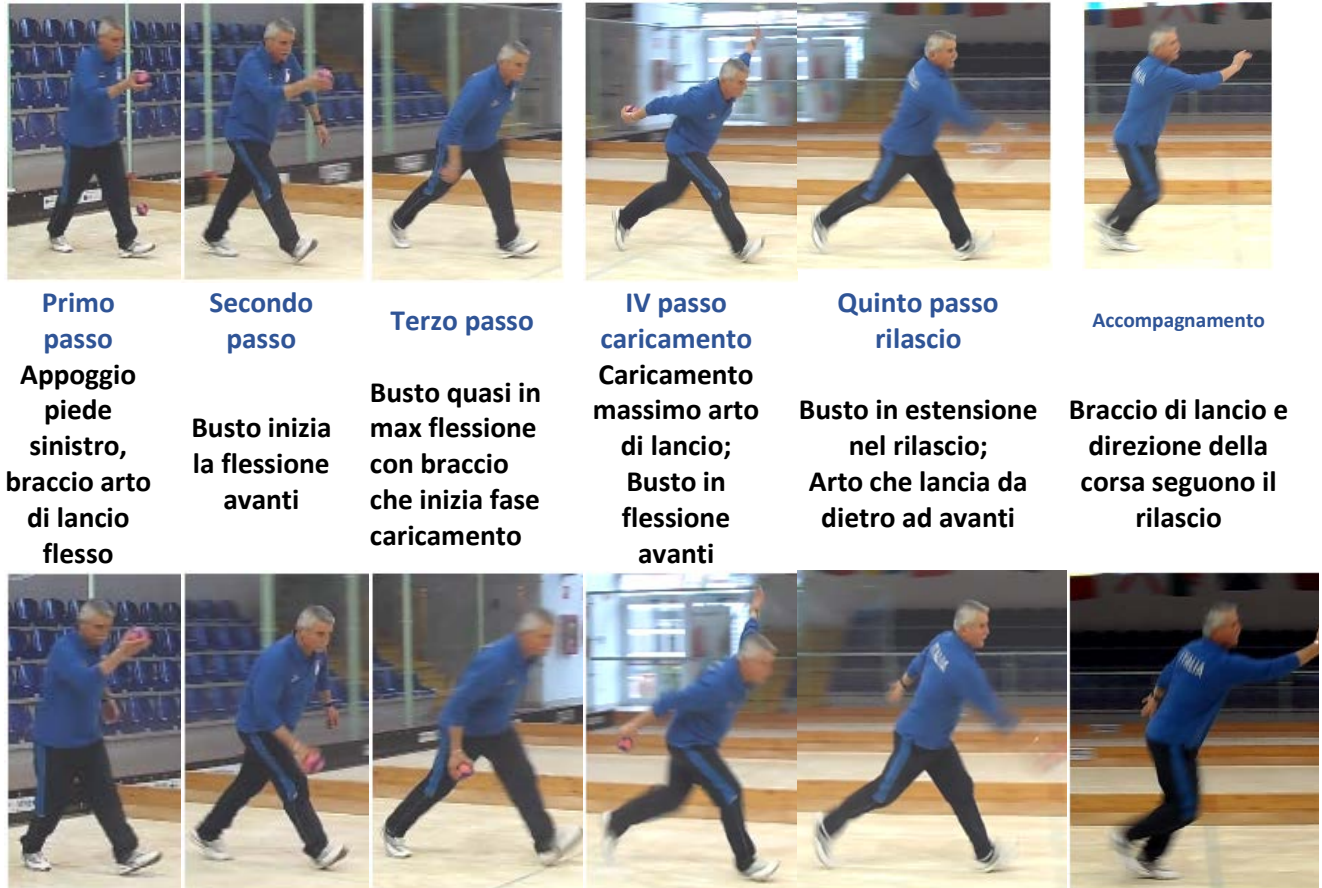 Primo
passo
Appoggio
piede
sinistro,
braccio arto
di lancio
flesso
Secondo
passo
Busto inizia
la flessione
avanti
Terzo passo
Busto quasi in
max flessione
con braccio
che inizia fase
caricamento
IV passo
caricamento
Caricamento
massimo arto
di lancio;
Busto in
flessione
avanti
Quinto passo
rilascio
Busto in estensione
nel rilascio;
Arto che lancia da
dietro ad avanti
Accompagnamento
Braccio di lancio e
direzione della
corsa seguono il
rilascio
ITALIA
ITALIA